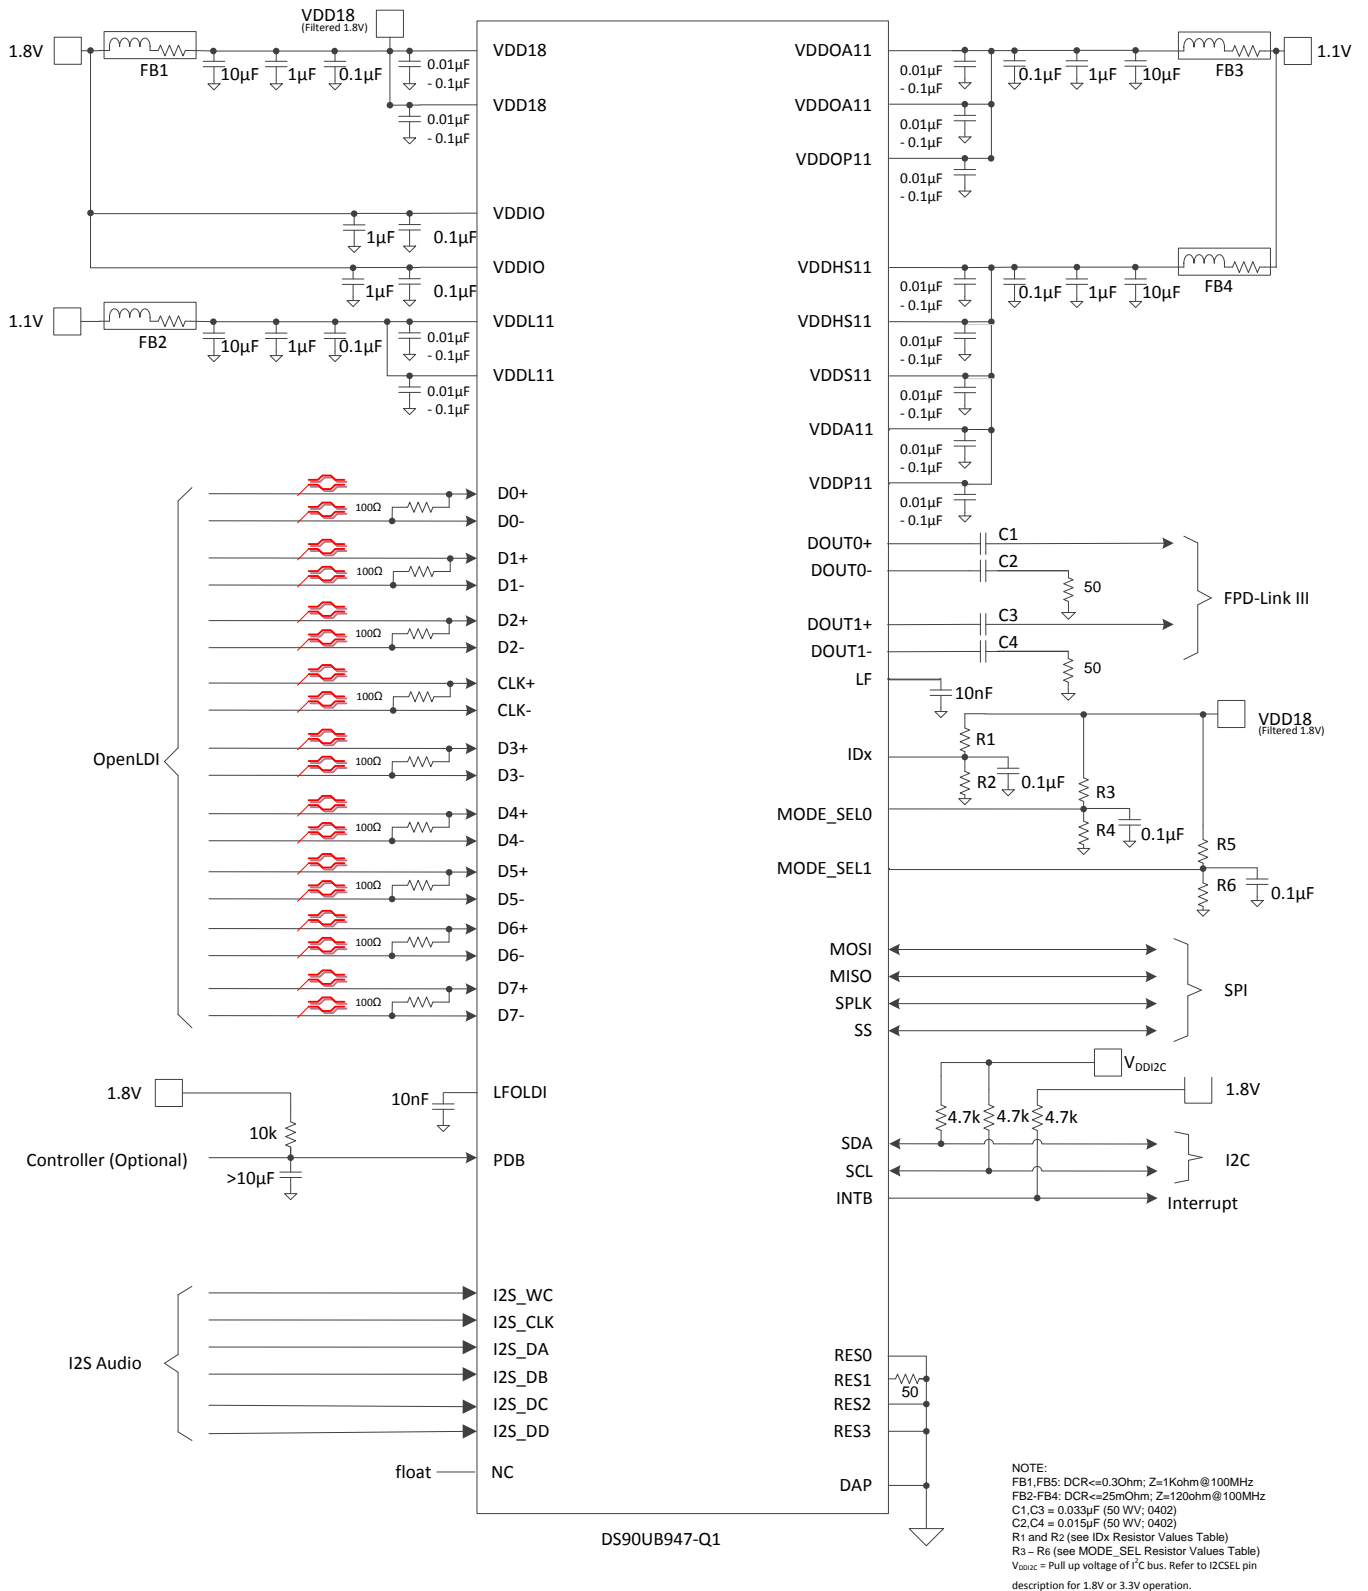 VDD18
(Filtered 1.8V)
1.8V
FB1
10µF
1µF
0.1µF
0.01µF
- 0.1µF
VDD18
0.01µF
- 0.1µF
VDD18
1µF
0.1µF
VDDIO
1µF
0.1µF
VDDIO
1.1V
FB2
10µF
1µF
0.1µF
0.01µF
- 0.1µF
VDDL11
0.01µF
- 0.1µF
VDDL11
OpenLDI
100Ω
D0+
D0-
100Ω
D1+
D1-
100Ω
D2+
D2-
100Ω
CLK+
CLK-
100Ω
D3+
D3-
100Ω
D4+
D4-
100Ω
D5+
D5-
100Ω
D6+
D6-
100Ω
D7+
D7-
10nF
LFOLDI
1.8V
10k
Controller (Optional)
>10µF
PDB
I2S Audio
I2S_WC
I2S_CLK
I2S_DA
I2S_DB
I2S_DC
I2S_DD
float
NC
DS90UB947-Q1
VDDOA11
0.01µF
- 0.1µF
0.1µF
1µF
10µF
FB3
1.1V
VDDOA11
0.01µF
- 0.1µF
VDDOP11
0.01µF
- 0.1µF
VDDHS11
0.01µF
- 0.1µF
0.1µF
1µF
10µF
FB4
VDDHS11
0.01µF
- 0.1µF
VDDS11
0.01µF
- 0.1µF
VDDA11
0.01µF
- 0.1µF
VDDP11
0.01µF
- 0.1µF
DOUT0+
C1
DOUT0-
C2
50
DOUT1+
C3
DOUT1-
C4
50
FPD-Link III
LF
10nF
VDD18
(Filtered 1.8V)
IDx
R1
R2
0.1µF
MODE_SEL0
R3
R4
0.1µF
MODE_SEL1
R5
R6
0.1µF
MOSI
MISO
SPLK
SS
SPI
VDDI2C
1.8V
4.7k
4.7k
4.7k
SDA
SCL
I2C
INTB
Interrupt
RES0
RES1
50
RES2
RES3
DAP
NOTE:
FB1,FB5: DCR<=0.3Ohm; Z=1Kohm@100MHz
FB2-FB4: DCR<=25mOhm; Z=120ohm@100MHz
C1,C3 = 0.033µF (50 WV; 0402)
C2,C4 = 0.015µF (50 WV; 0402)
R1 and R2 (see IDx Resistor Values Table)
R3 – R6 (see MODE_SEL Resistor Values Table)
VDDI2C = Pull up voltage of I²C bus. Refer to I2CSEL pin
description for 1.8V or 3.3V operation.